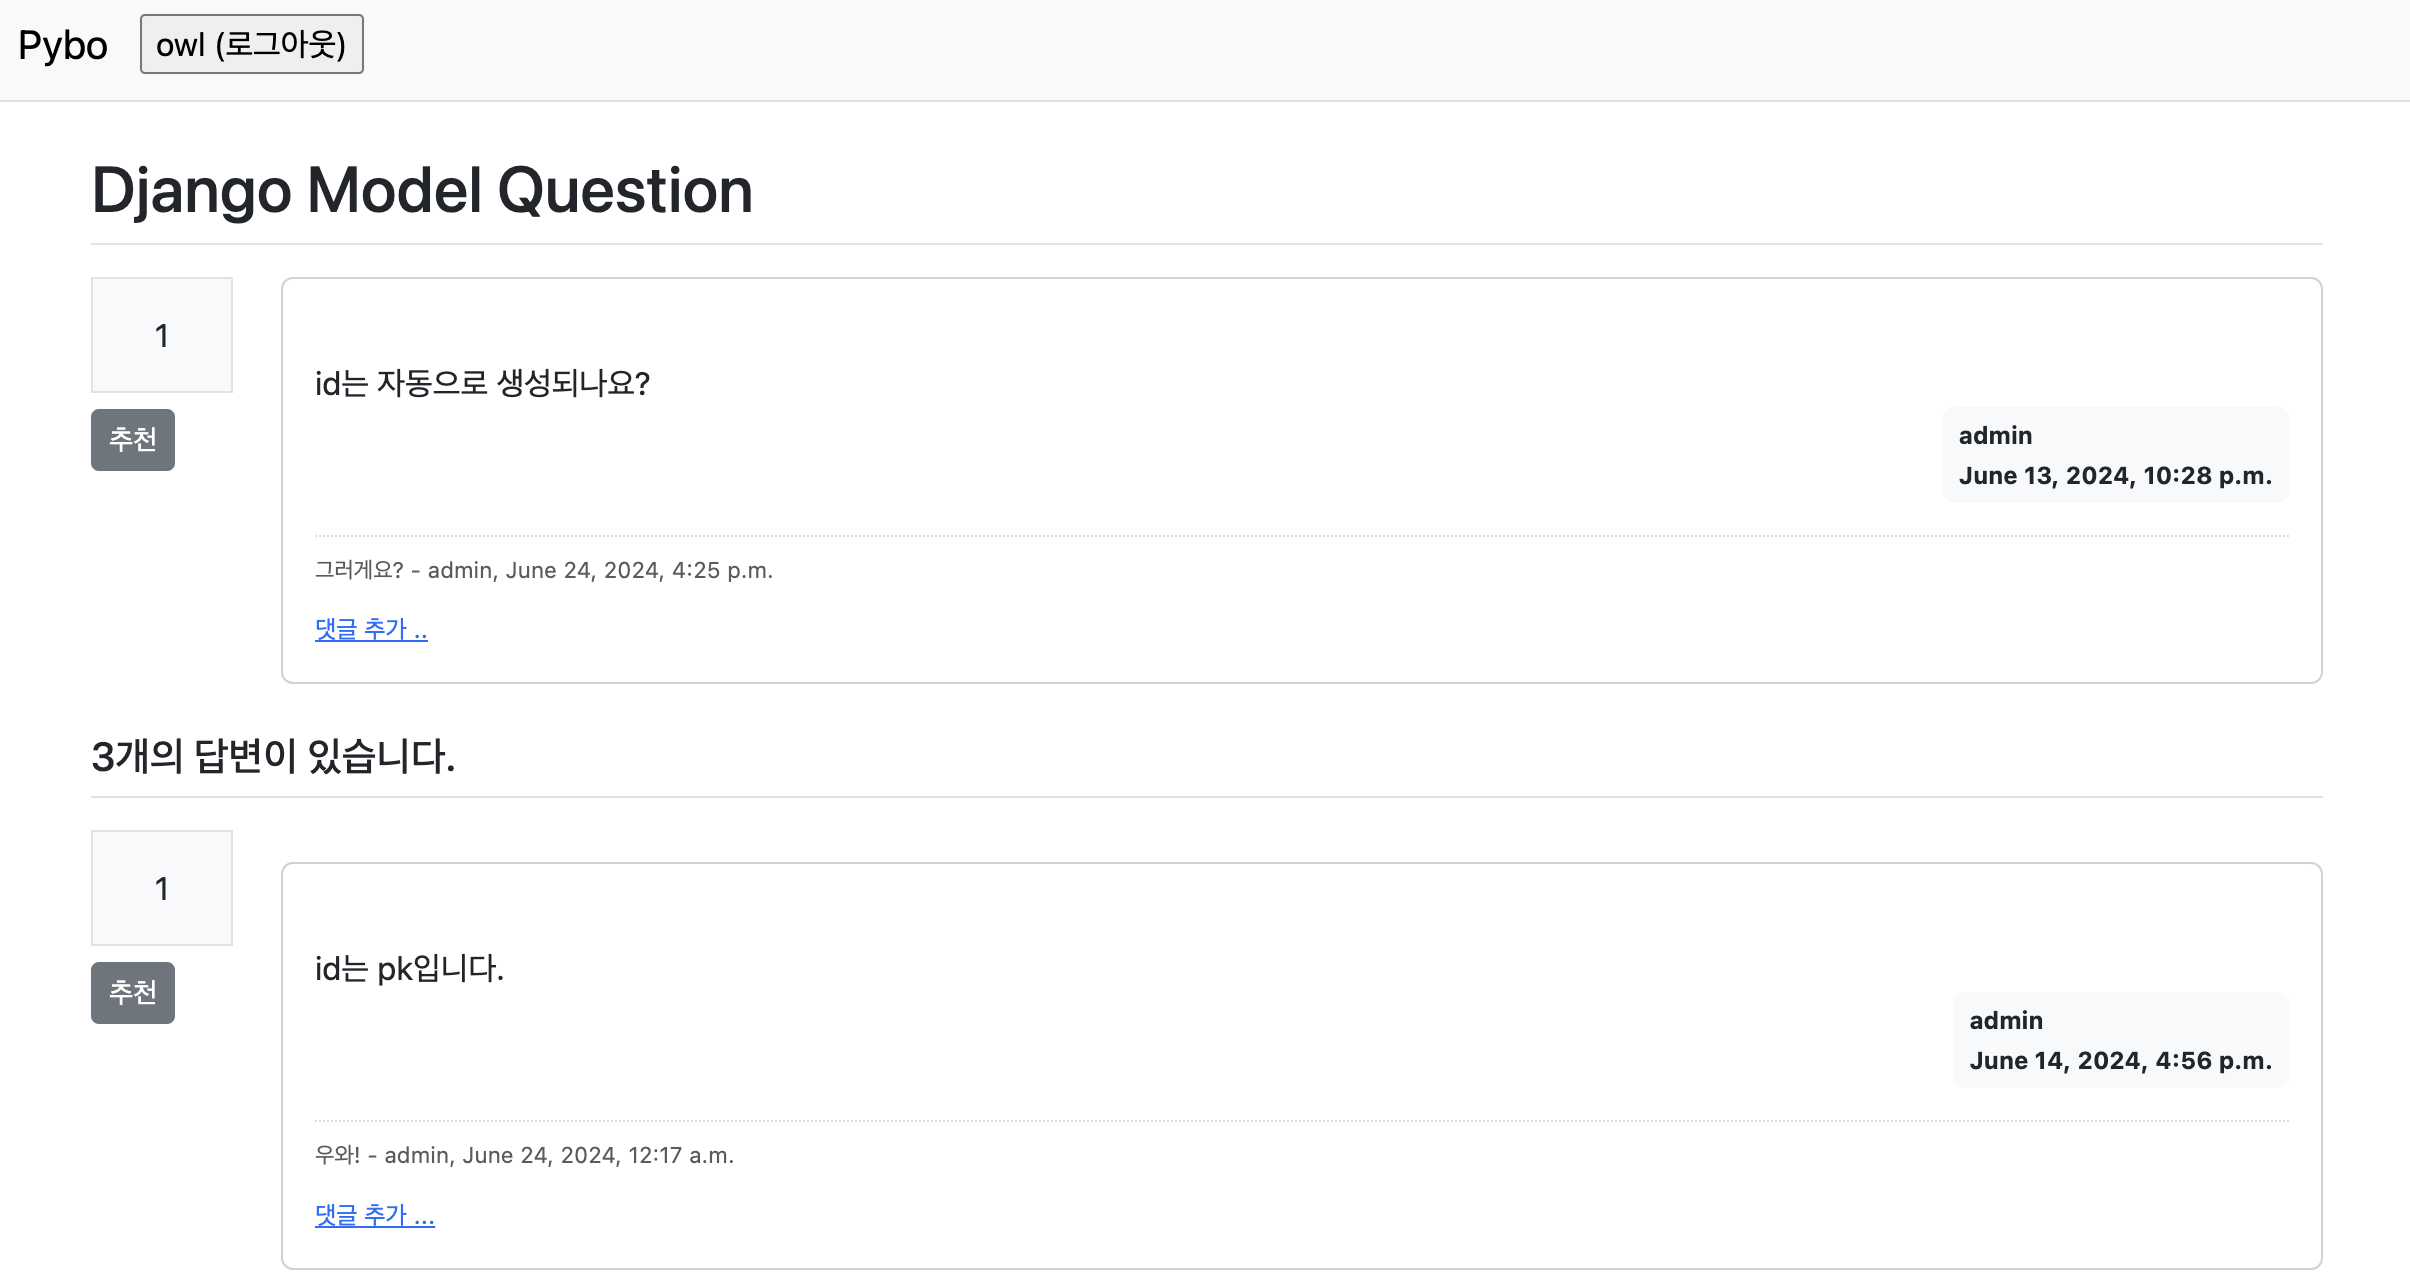 Pybo owl (로그아웃)
Django Model Question
1
추천
id는 자동으로 생성되나요?
admin
June 13, 2024, 10:28 p.m.
그러게요? - admin, June 24, 2024, 4:25 p.m.
댓글 추가 ..
3개의 답변이 있습니다.
1
추천
id는 pk입니다.
admin
June 14, 2024, 4:56 p.m.
우와! - admin, June 24, 2024, 12:17 a.m.
댓글 추가 ...